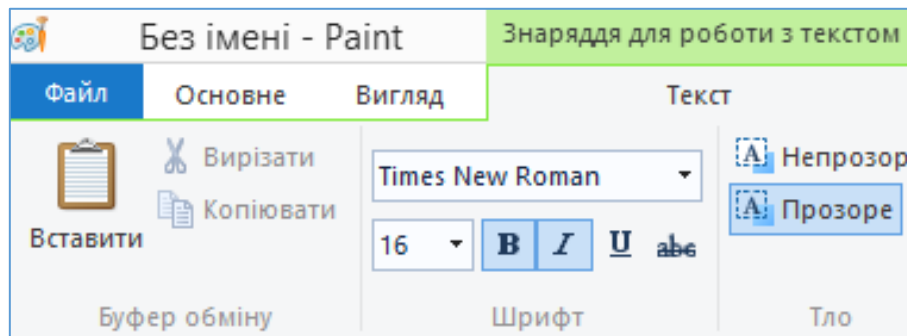 Без імені - Paint
Знаряддя для роботи з текстом
Файл
Основне
Вигляд
Текст
Вставити
Вирізати
Копіювати
Буфер обміну
Times New Roman
16
B I U abc
Шрифт
A Непрозор
A Прозоре
Тло